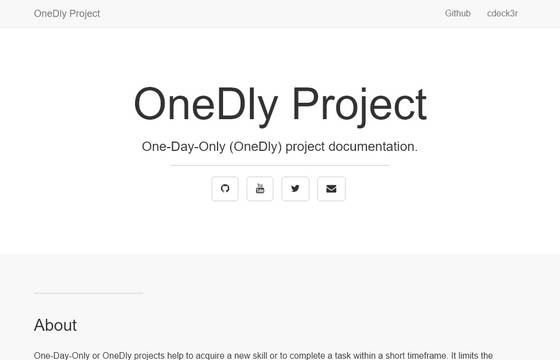 OneDly Project Github cdeck3r
OneDly Project
One-Day-Only (OneDly) project documentation.
About
One-Day-Only or OneDly projects help to acquire a new skill or to complete a task within a short timeframe. It limits the